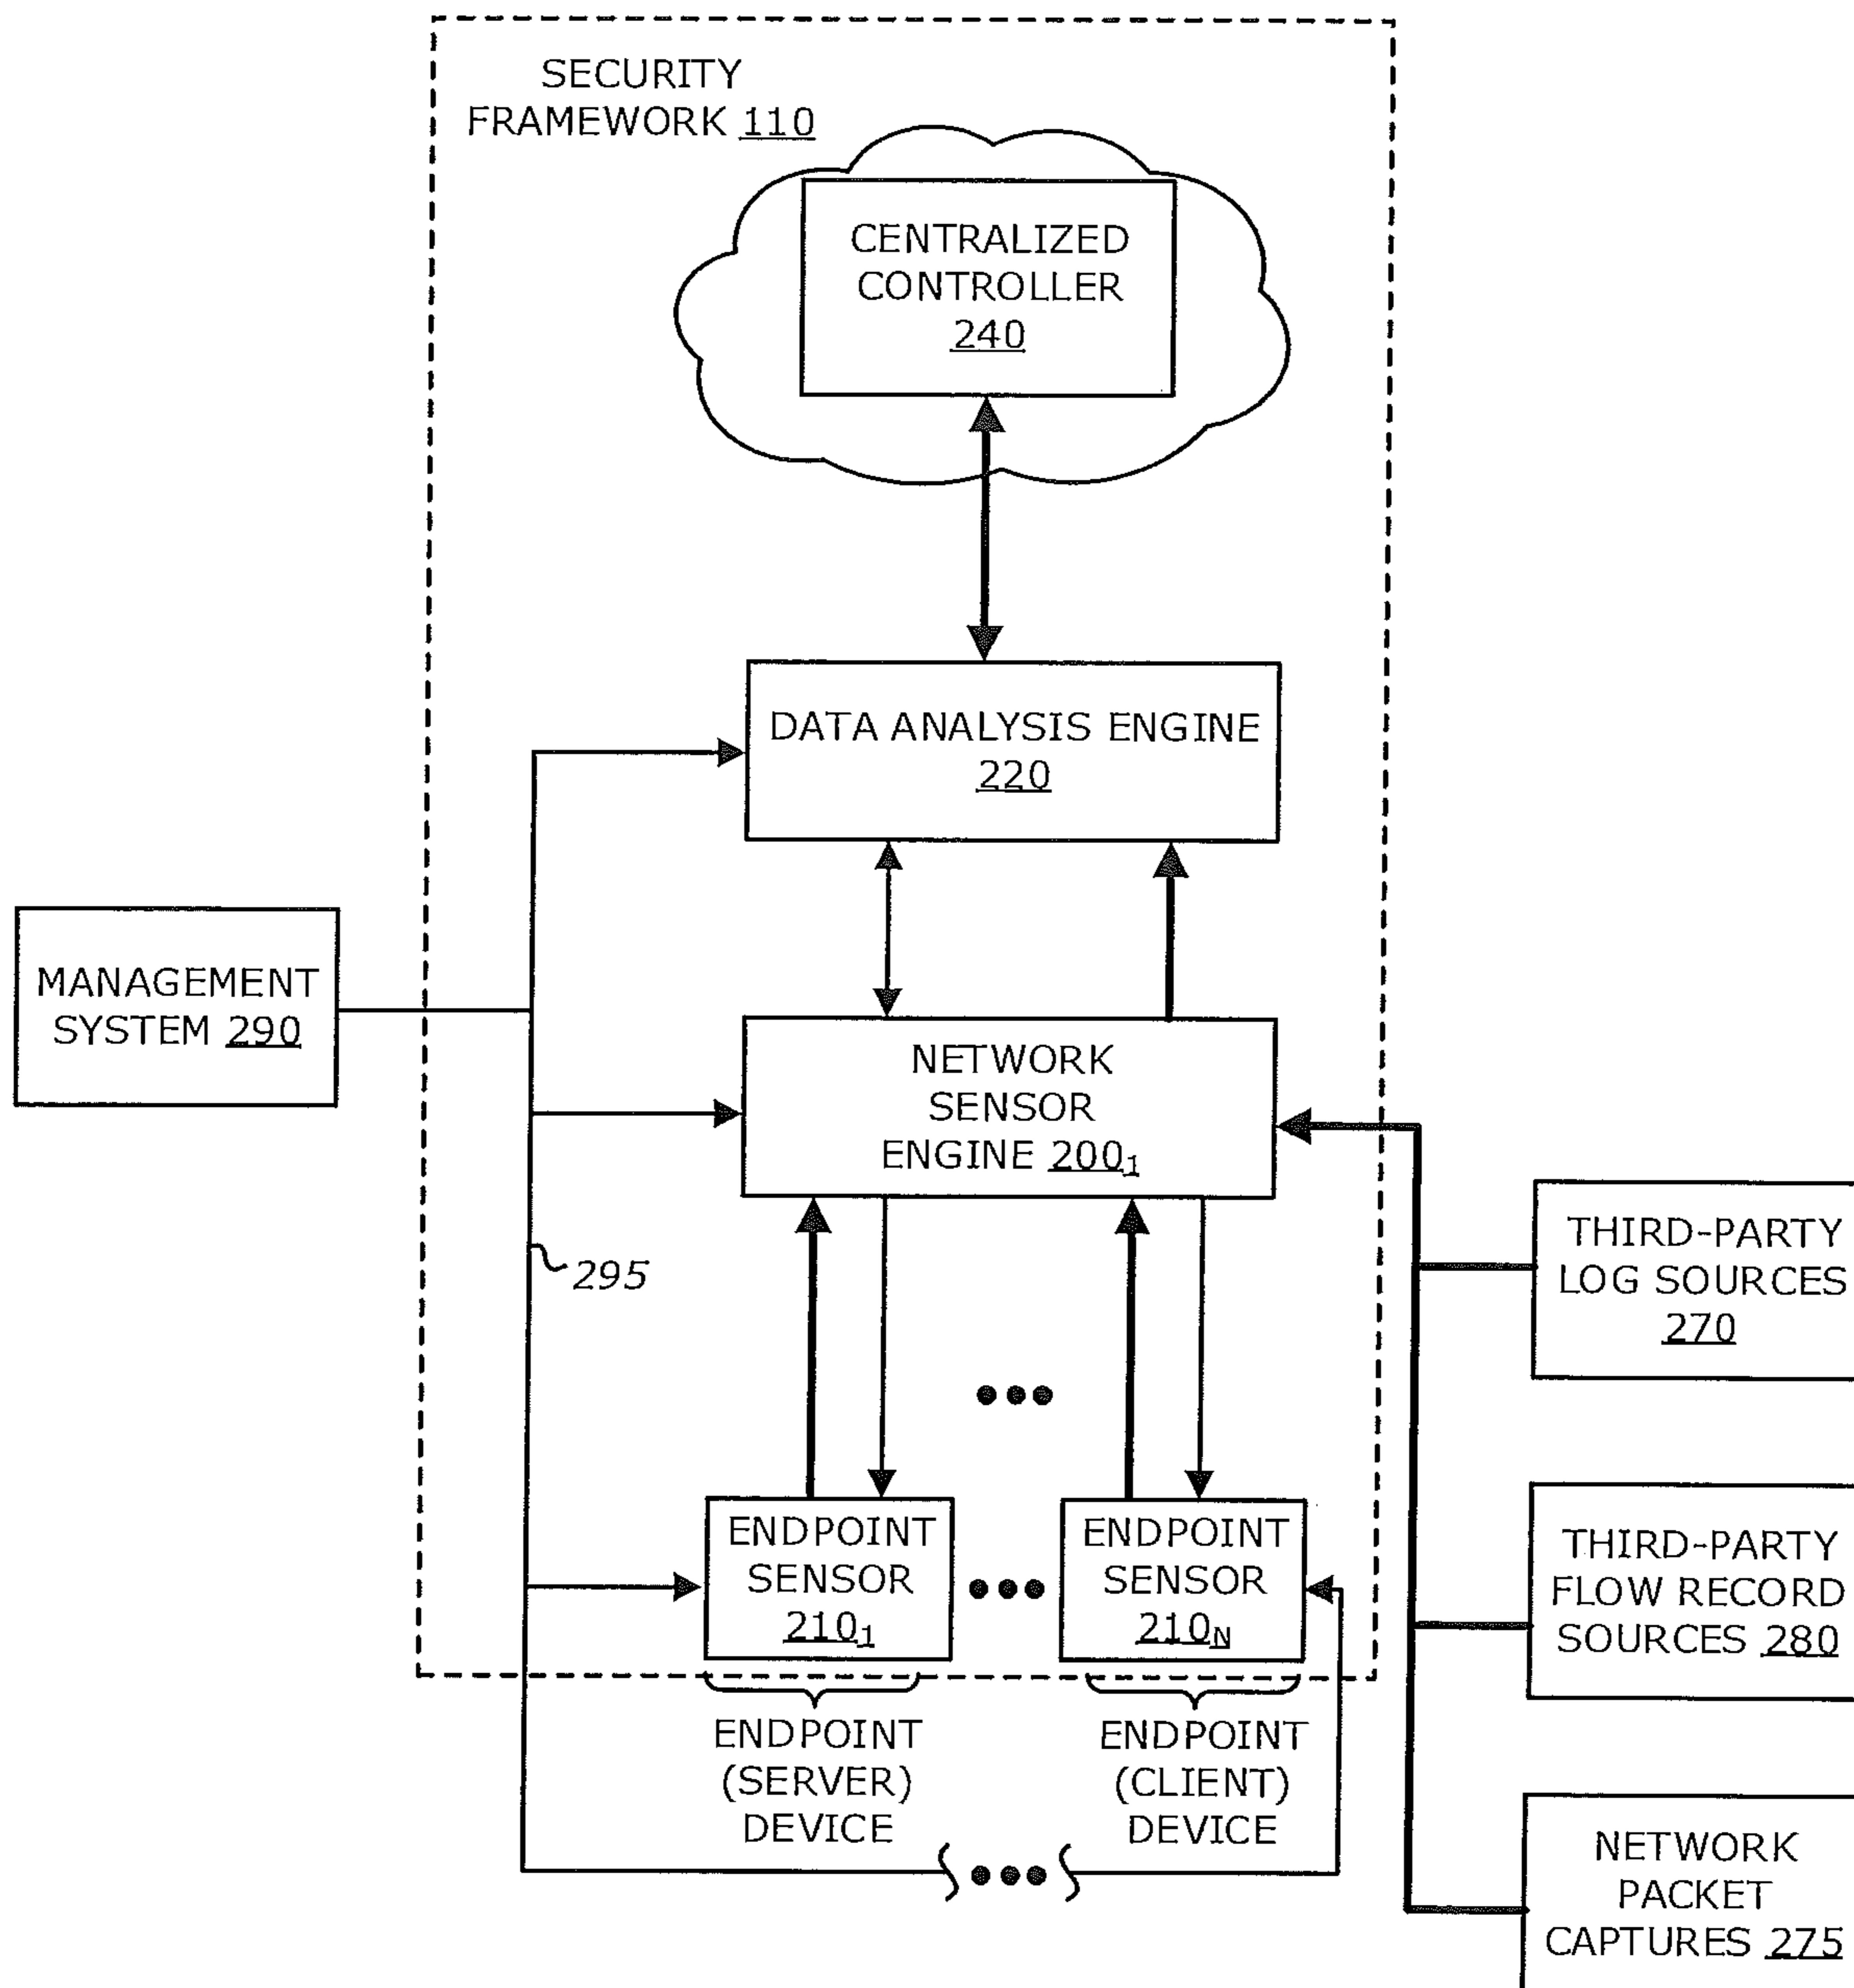 SECURITY
FRAMEWORK 110
CENTRALIZED
CONTROLLER
240
DATA ANALYSIS ENGINE
220
MANAGEMENT
SYSTEM 290
NETWORK
SENSOR
ENGINE 200₁
295
THIRD-PARTY
LOG SOURCES
270
ENDPOINT
SENSOR
210₁
ENDPOINT
SENSOR
210N
THIRD-PARTY
FLOW RECORD
SOURCES 280
ENDPOINT
(SERVER)
DEVICE
ENDPOINT
(CLIENT)
DEVICE
NETWORK
PACKET
CAPTURES 275